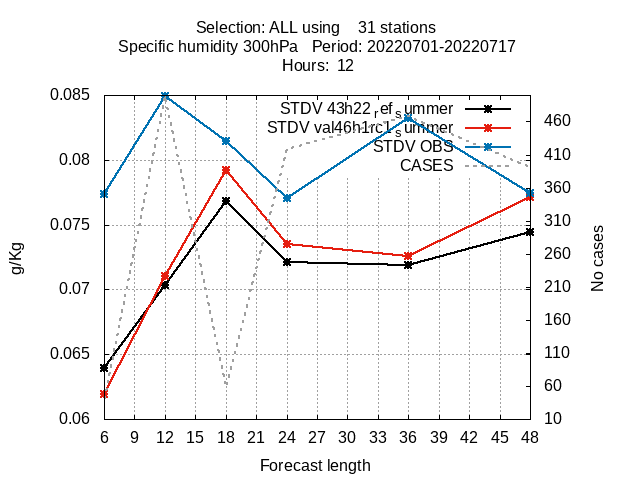 Selection: ALL using    31 stations
Specific humidity 300hPa   Period: 20220701-20220717
Hours:  12
STDV 43h22_ref_summer
STDV val46h1rc1_summer
STDV OBS
CASES
0.085
0.08
0.075
0.07
0.065
0.06
g/Kg
460
410
360
310
260
210
160
110
60
10
No cases
6 9 12 15 18 21 24 27 30 33 36 39 42 45 48
Forecast length